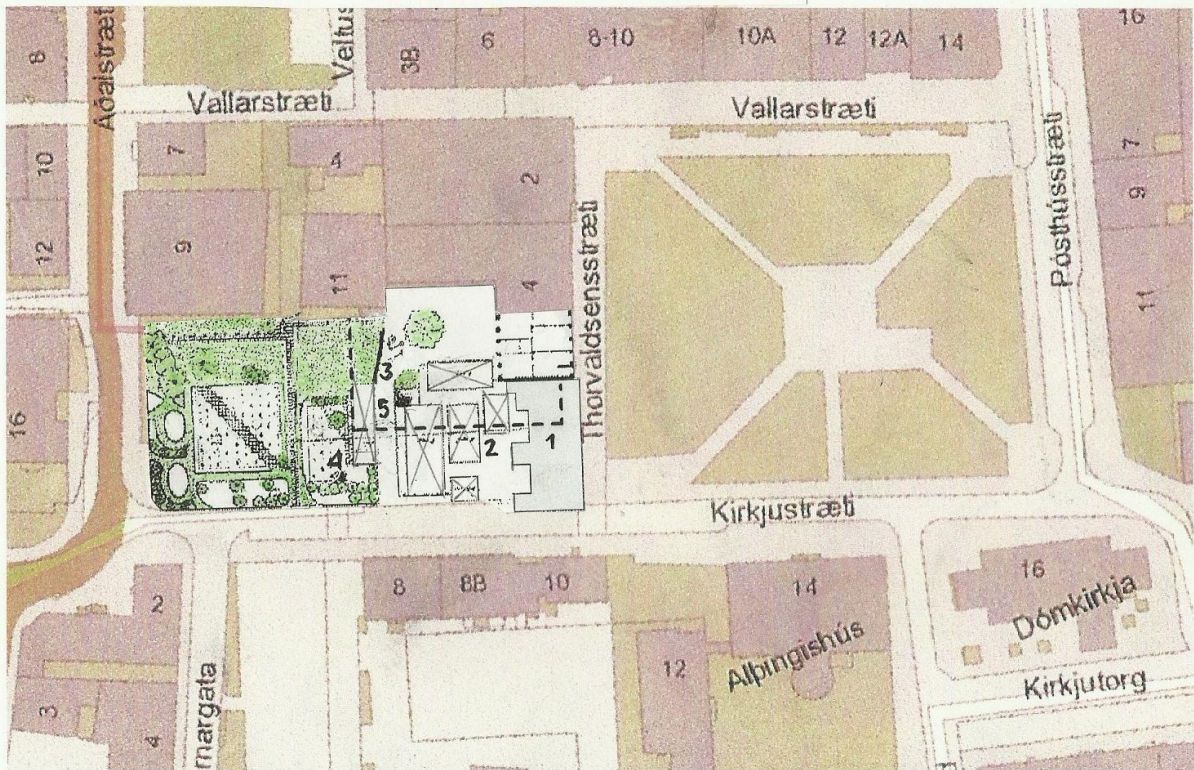 8
Aðalstræti
Veltus
3B
6
8-10
10A
12
12A
14
16
Vallarstræti
Vallarstræti
10
7
4
2
Pósthússtræti
7
9
12
9
11
4
Thorvaldsensstræti
11
3
5
16
4
2
1
Kirkjustræti
2
8
8B
10
14
16
Dómkirkja
12
Alþingishús
Kirkjutorg
3
4
rnargata